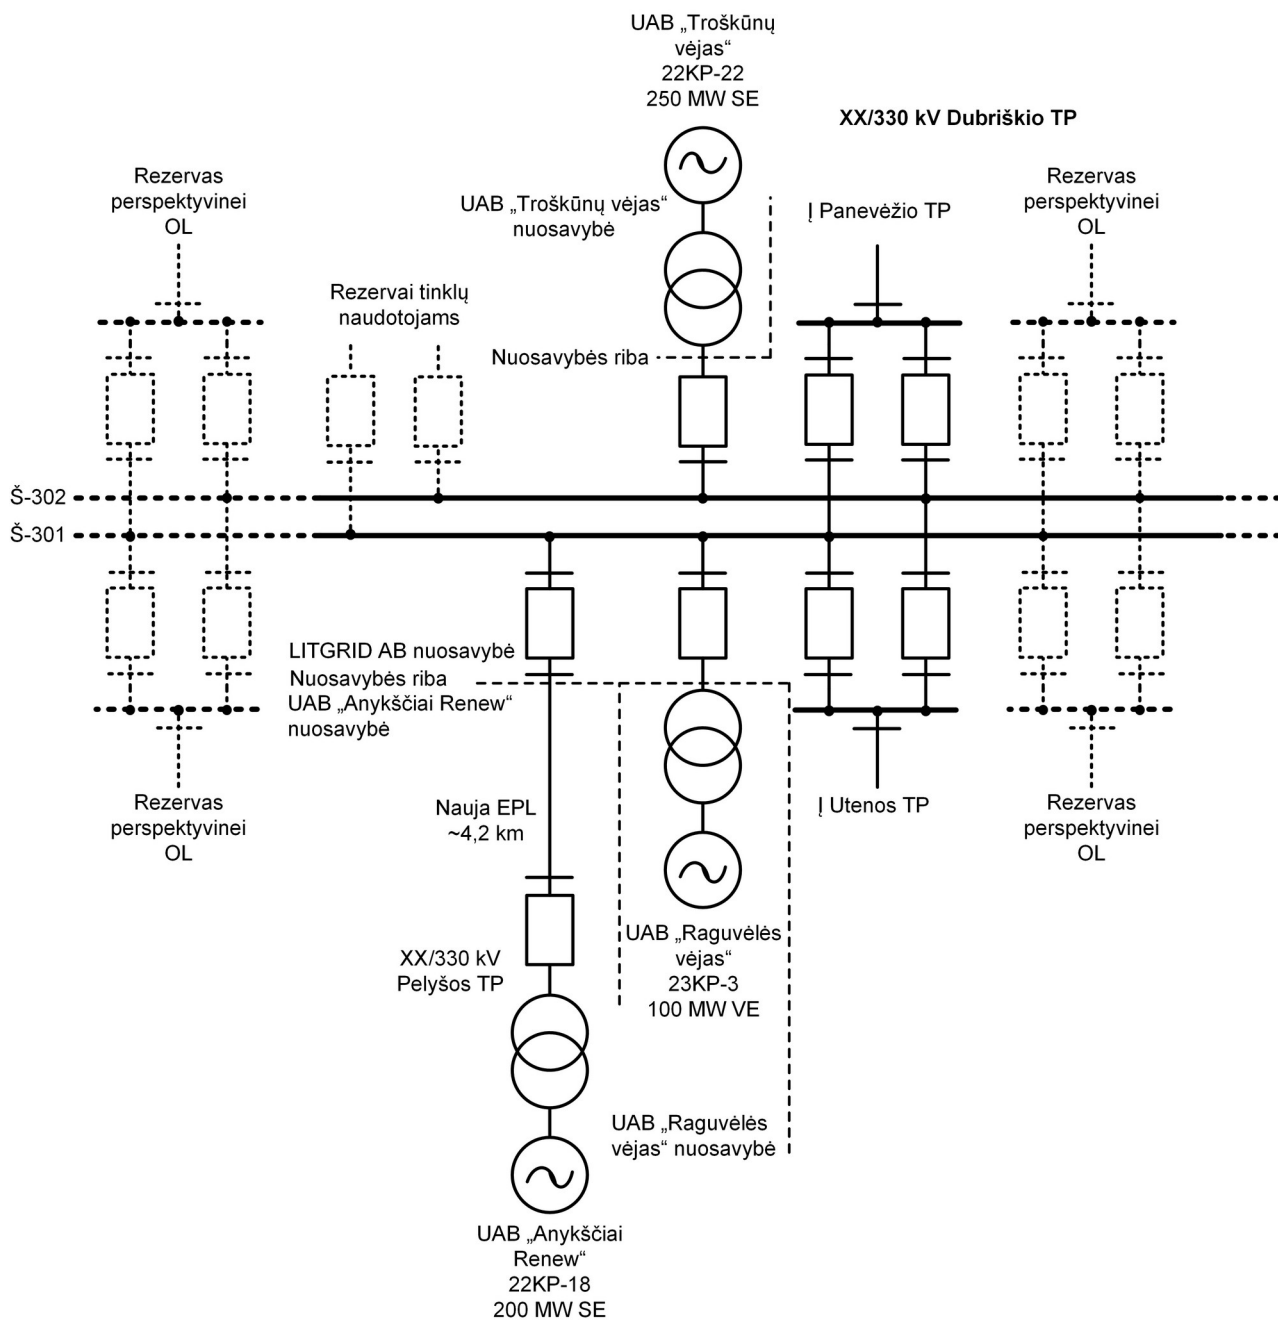 UAB „Troškūnų
vėjas“
22KP-22
250 MW SE
XX/330 kV Dubriškio TP
Rezervas
perspektyvinei
OL
UAB „Troškūnų vėjas“
nuosavybė
Į Panevėžio TP
Rezervas
perspektyvinei
OL
Rezervai tinklų
naudotojams
Nuosavybės riba
Š-302
Š-301
LITGRID AB nuosavybė
Nuosavybės riba
UAB „Anykščiai Renew“
nuosavybė
Rezervas
perspektyvinei
OL
Nauja EPL
~4,2 km
Į Utenos TP
Rezervas
perspektyvinei
OL
UAB „Raguvėlės
vėjas“
23KP-3
100 MW VE
XX/330 kV
Pelyšos TP
UAB „Raguvėlės
vėjas“ nuosavybė
UAB „Anykščiai
Renew“
22KP-18
200 MW SE